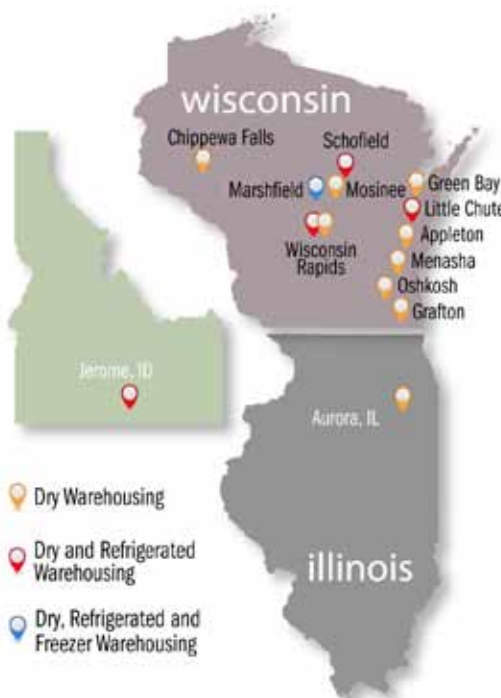 wisconsin
Chippewa Falls
Schofield
Marshfield
Mosinee
Green Bay
Little Chute
Wisconsin
Rapids
Appleton
Menasha
Oshkosh
Grafton
Jerome, ID
Aurora, IL
Dry Warehousing
Dry and Refrigerated
Warehousing
Dry, Refrigerated and
Freezer Warehousing
illinois